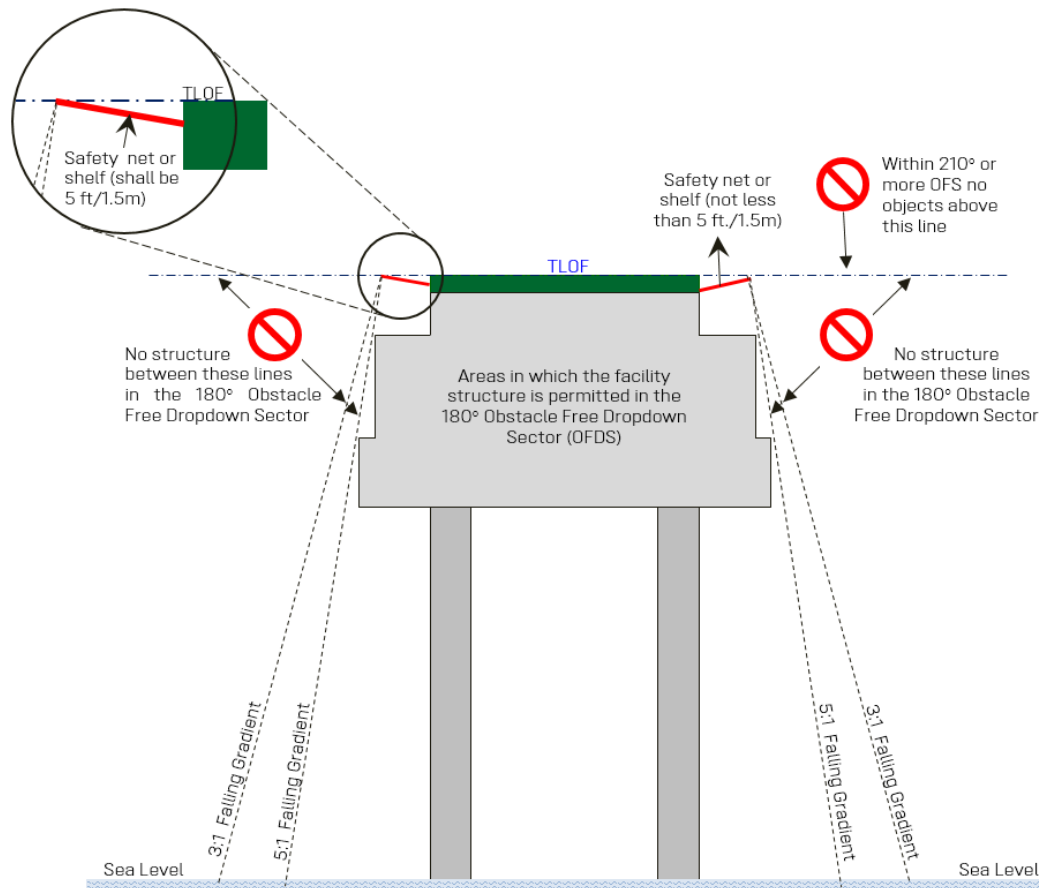 TLOF
Safety net or
shelf (shall be
5 ft/1.5m)
Safety net or
shelf (not less
than 5 ft./1.5m)
Within 210° or
more OFS no
objects above
this line
TLOF
No structure
between these lines
in the 180° Obstacle
Free Dropdown Sector
Areas in which the facility
structure is permitted in the
180° Obstacle Free Dropdown
Sector (OFDS)
No structure
between these lines
in the 180° Obstacle
Free Dropdown Sector
3:1 Falling Gradient
5:1 Falling Gradient
5:1 Falling Gradient
3:1 Falling Gradient
Sea Level
Sea Level